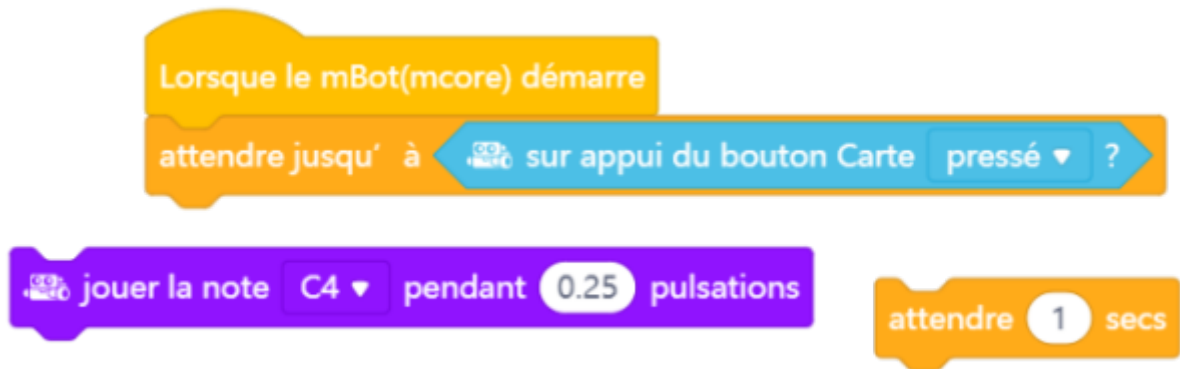 Lorsque le mBot(mcore) démarre
attendre jusqu’ à sur appui du bouton Carte pressé ?
jouer la note C4 pendant 0.25 pulsations
attendre 1 secs